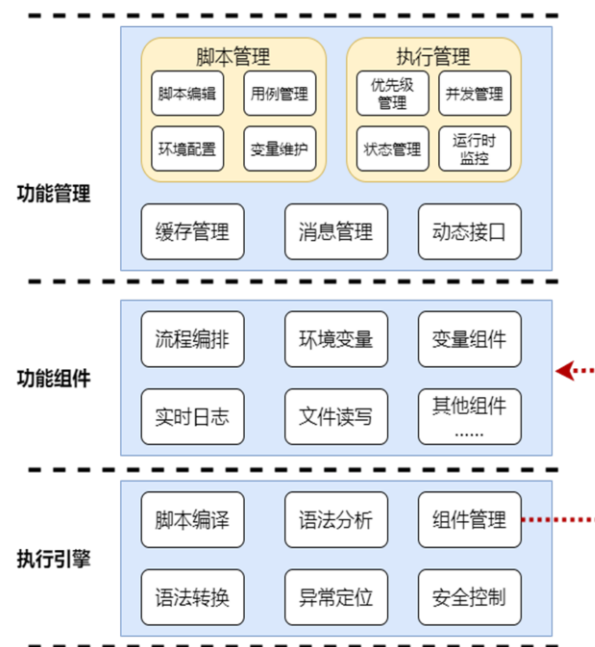 脚本管理
执行管理
脚本编辑
用例管理
优先级
管理
并发管理
环境配置
变量维护
状态管理
运行时
监控
功能管理
缓存管理
消息管理
动态接口
流程编排
环境变量
变量组件
功能组件
实时日志
文件读写
其他组件
......
脚本编译
语法分析
组件管理
执行引擎
语法转换
异常定位
安全控制